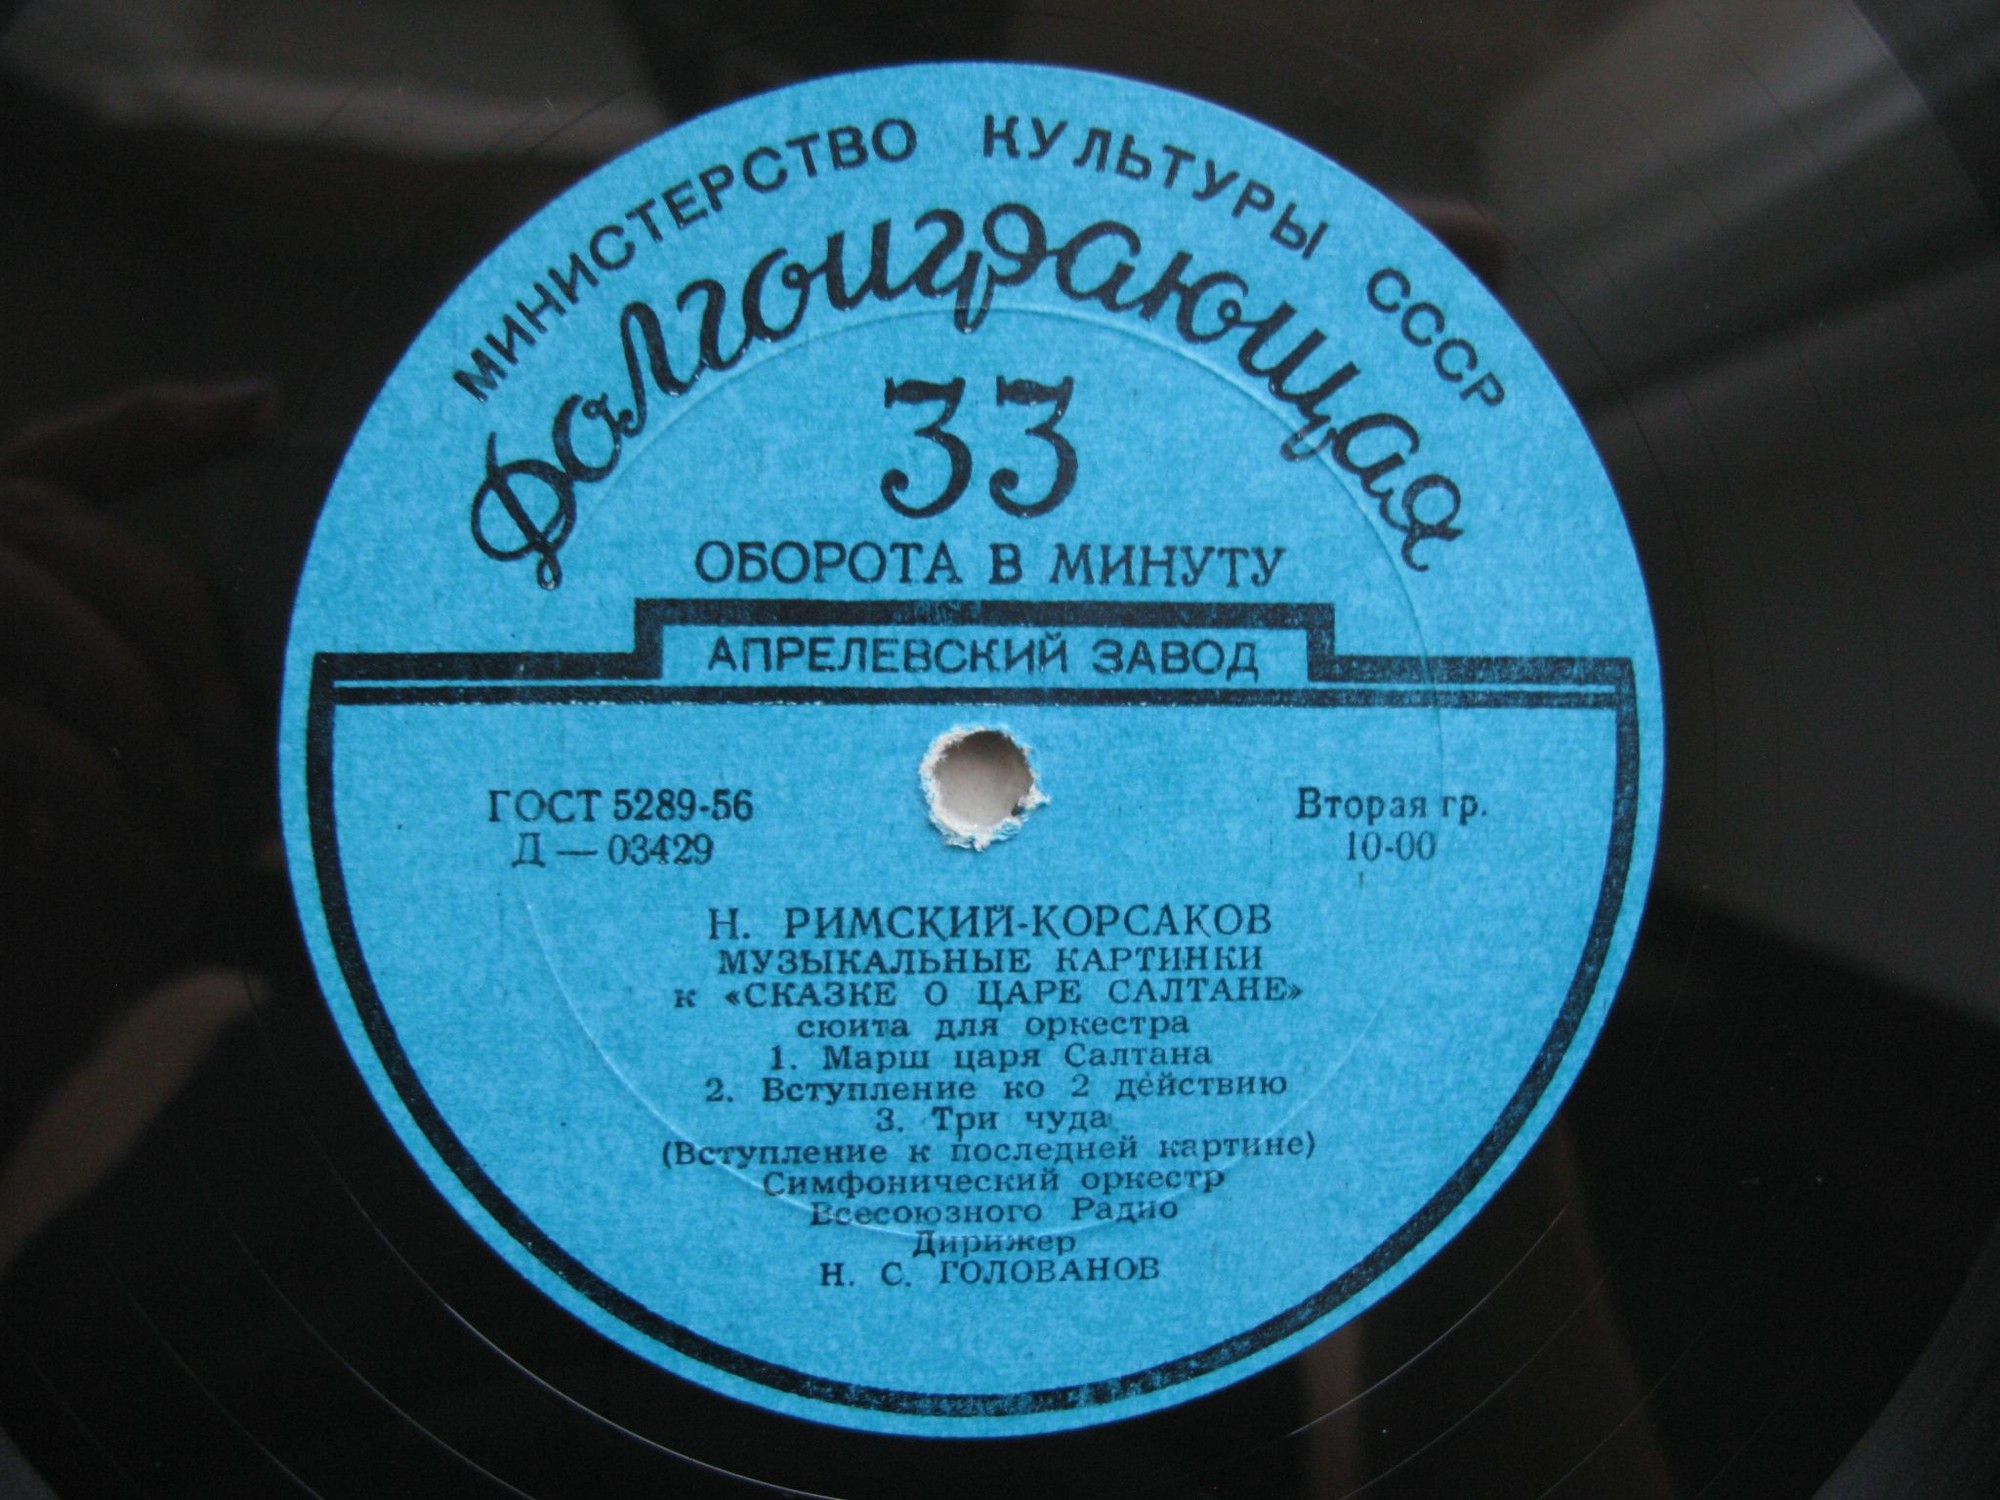 МИНИСТЕРСТВО КУЛЬТУРЫ СССР
Долгоиграющая
33
ОБОРОТА В МИНУТУ
АПРЕЛЕВСКИЙ ЗАВОД
ГОСТ 5289-56
Д — 03429
Вторая гр.
10-00
Н. РИМСКИЙ-КОРСАКОВ
МУЗЫКАЛЬНЫЕ КАРТИНКИ
к «СКАЗКЕ О ЦАРЕ САЛТАНЕ»
сюита для оркестра
1. Марш царя Салтана
2. Вступление ко 2 действию
3. Три чуда
(Вступление к последней картине)
Симфонический оркестр
Всесоюзного Радио
Дирижер
Н. С. ГОЛОВАНОВ